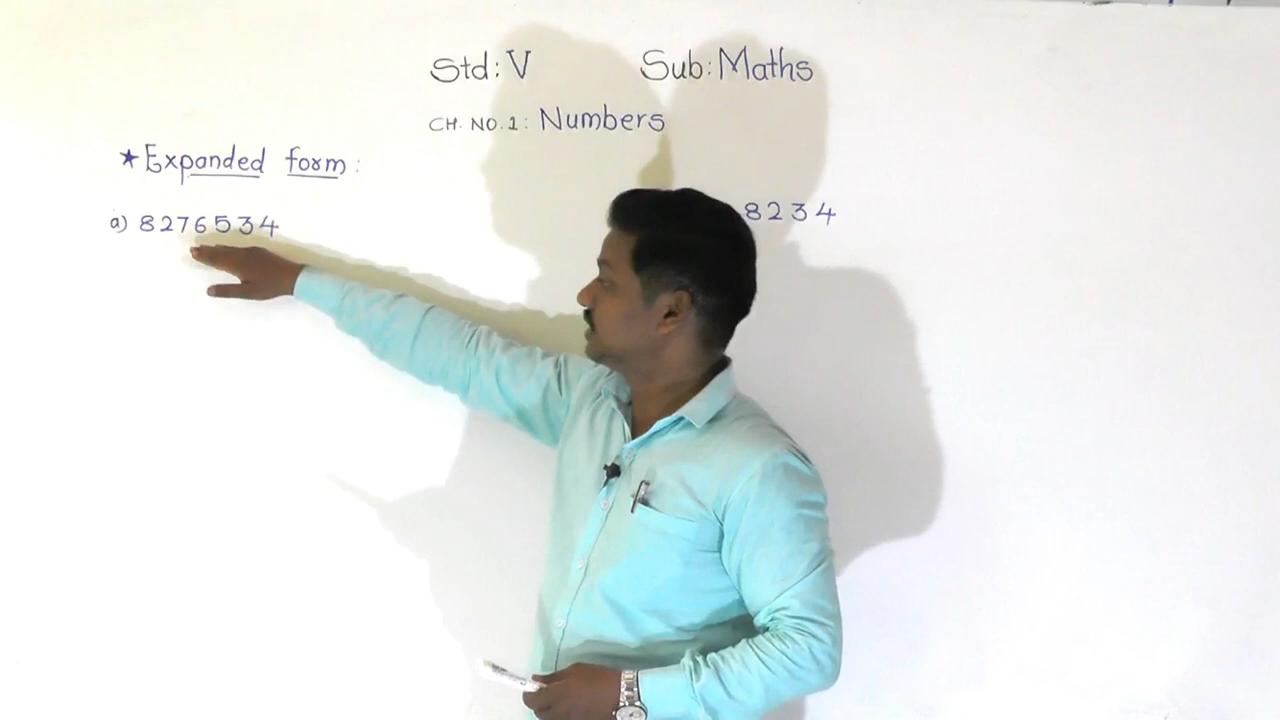 Std: V Sub: Maths
CH. NO. 1: Numbers
★ Expanded form:
a) 8276534
8234